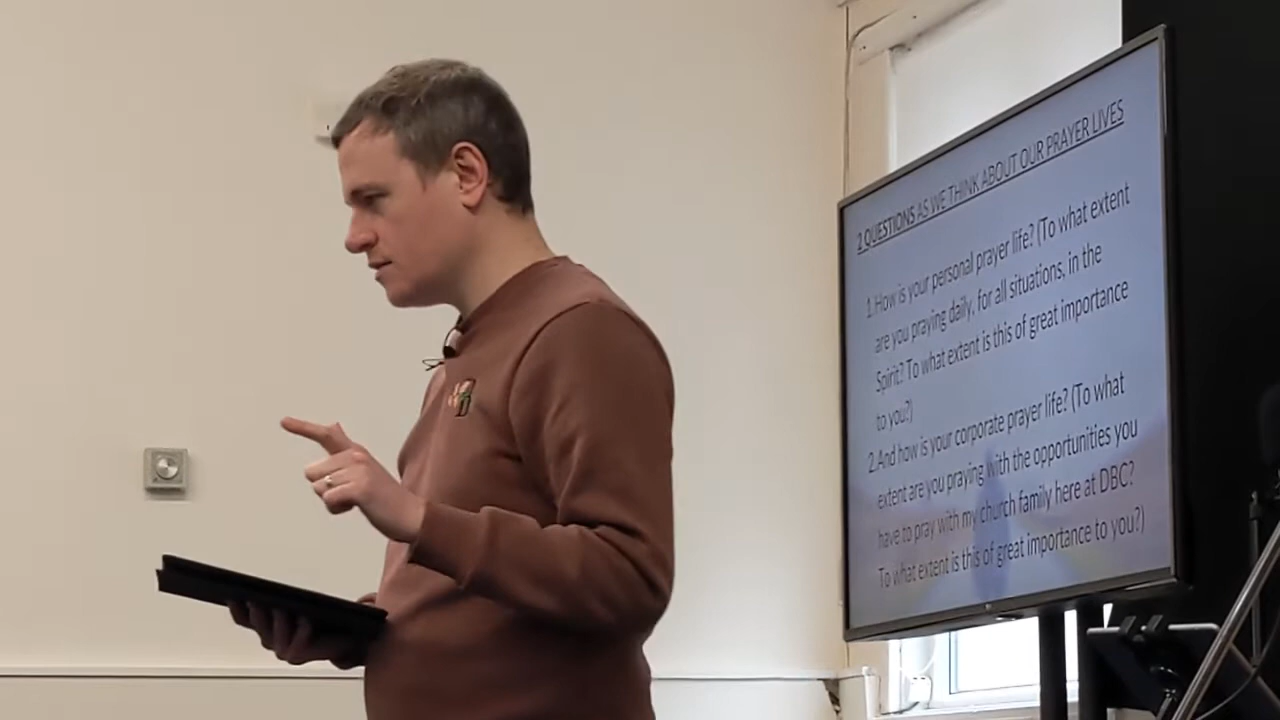 2 QUESTIONS AS WE THINK ABOUT OUR PRAYER LIVES
1. How is your personal prayer life? (To what extent
are you praying daily, for all situations, in the
Spirit? To what extent is this of great importance
to you?)
2. And how is your corporate prayer life? (To what
extent are you praying with the opportunities you
have to pray with my church family here at DBC?
To what extent is this of great importance to you?)